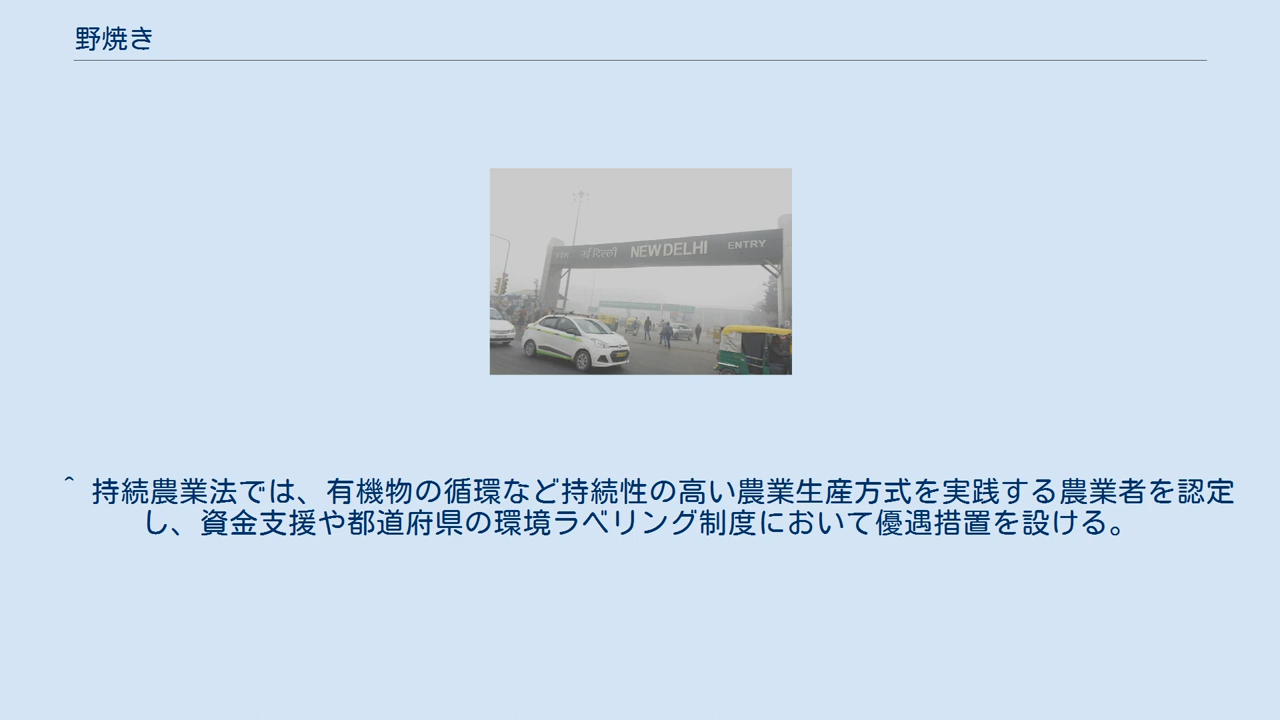 野焼き
नई दिल्ली NEW DELHI ENTRY
^ 持続農業法では、有機物の循環など持続性の高い農業生産方式を実践する農業者を認定
し、資金支援や都道府県の環境ラベリング制度において優遇措置を設ける。